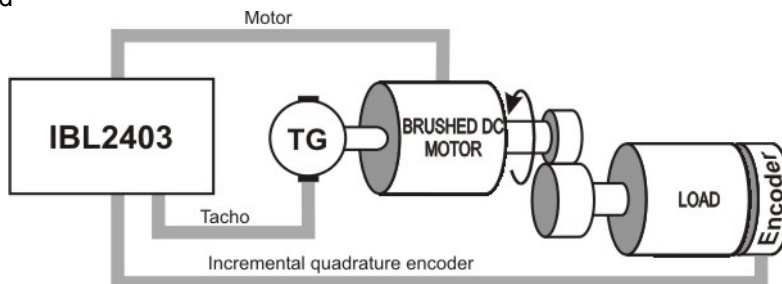 Motor
IBL2403
TG
BRUSHED DC
MOTOR
LOAD
Encoder
Tacho
Incremental quadrature encoder